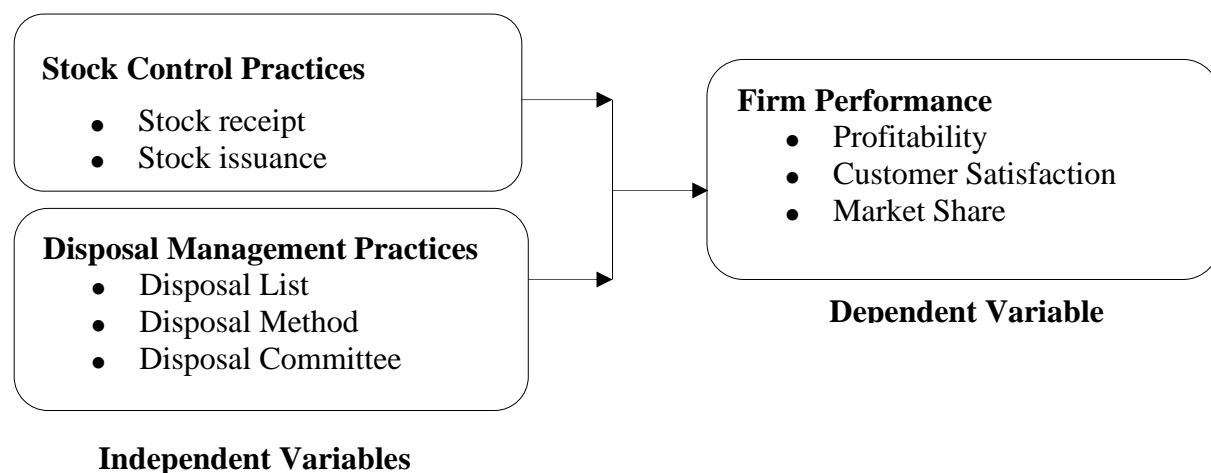 Stock Control Practices
● Stock receipt
● Stock issuance
Disposal Management Practices
● Disposal List
● Disposal Method
● Disposal Committee
Independent Variables
Firm Performance
● Profitability
● Customer Satisfaction
● Market Share
Dependent Variable